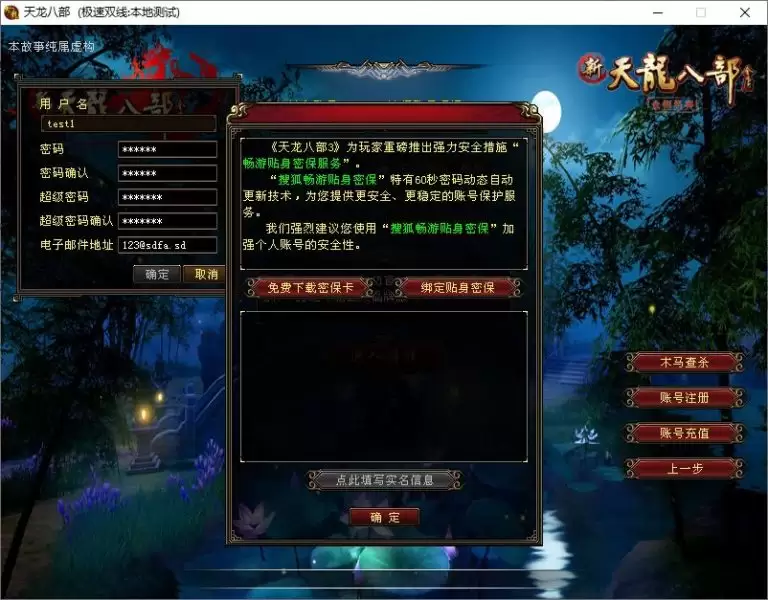 天龙八部 (极速双线:本地测试)
本故事纯属虚构
新天龍八部
用户名
test1
密码
******
密码确认
******
超级密码
*******
超级密码确认
*******
电子邮件地址
123@sdfa.sd
确定
取消
《天龙八部3》为玩家重磅推出强力安全措施“
畅游贴身密保服务”。
“搜狐畅游贴身密保”特有60秒密码动态自动
更新技术，为您提供更安全、更稳定的账号保护服
务。
我们强烈建议您使用“搜狐畅游贴身密保”加
强个人账号的安全性。
免费下载密保卡
绑定贴身密保
点此填写实名信息
确定
木马查杀
账号注册
账号充值
上一步